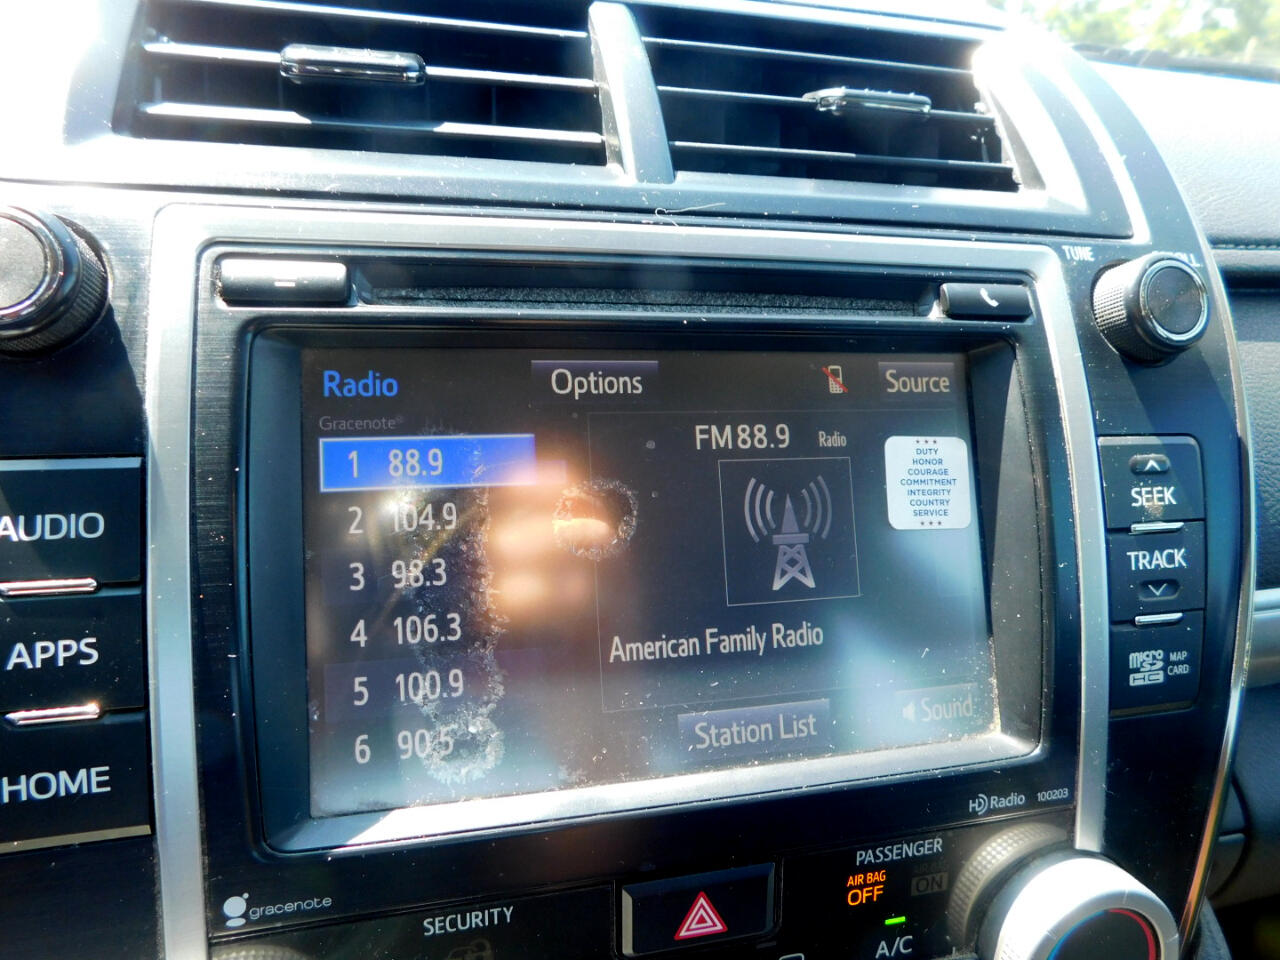 TUNE
Radio
Options
Source
Gracenote®
1 88.9
2 104.9
3 98.3
4 106.3
5 100.9
6 90.5
FM 88.9 Radio
★ ★ ★
DUTY
HONOR
COURAGE
COMMITMENT
INTEGRITY
COUNTRY
SERVICE
★ ★ ★
American Family Radio
Station List
Sound
AUDIO
APPS
HOME
SEEK
TRACK
micro SD HC
MAP
CARD
HD Radio 100203
gracenote
SECURITY
PASSENGER
AIR BAG
OFF
ON
A/C